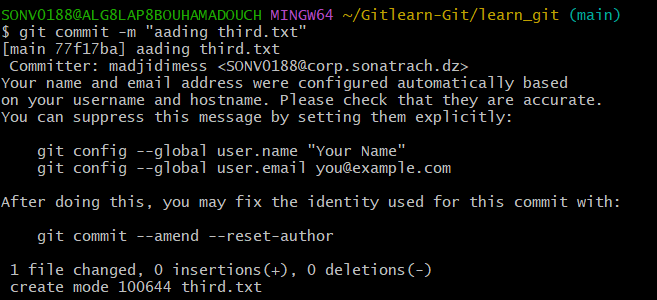 SONV0188@ALG8LAP8BOUHAMADOUCH MINGW64 ~/Gitlearn-Git/learn_git (main)
$ git commit -m "aading third.txt"
[main 77f17ba] aading third.txt
 Committer: madjidimess <SONV0188@corp.sonatrach.dz>
Your name and email address were configured automatically based
on your username and hostname. Please check that they are accurate.
You can suppress this message by setting them explicitly:

    git config --global user.name "Your Name"
    git config --global user.email you@example.com

After doing this, you may fix the identity used for this commit with:

    git commit --amend --reset-author

 1 file changed, 0 insertions(+), 0 deletions(-)
 create mode 100644 third.txt